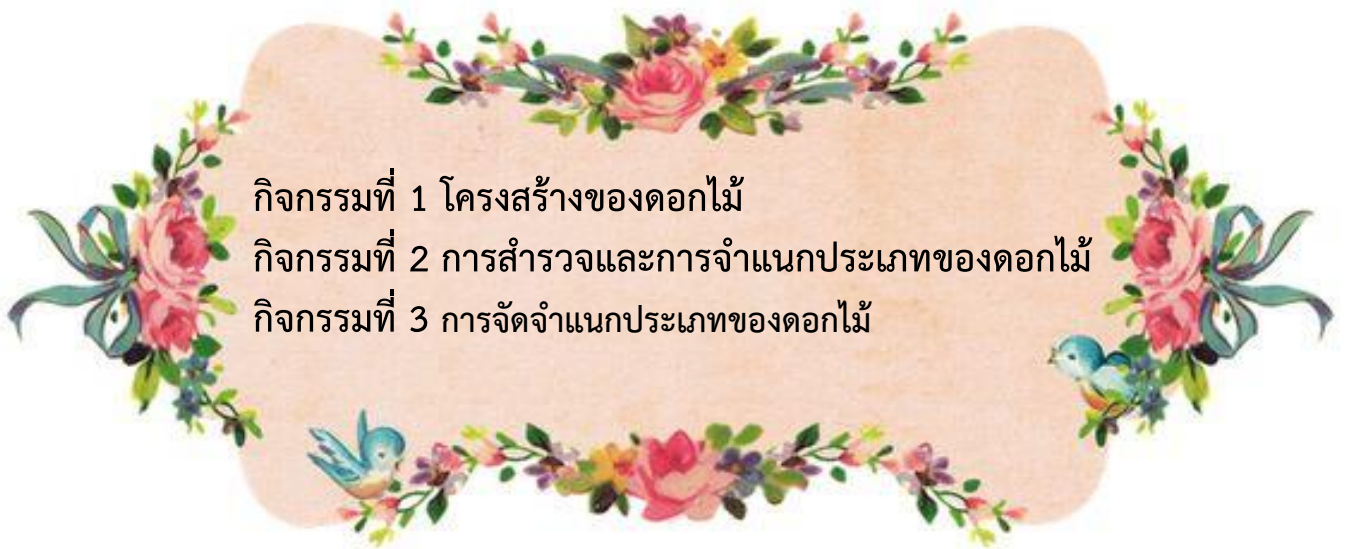 กิจกรรมที่ 1 โครงสร้างของดอกไม้
กิจกรรมที่ 2 การสำรวจและการจำแนกประเภทของดอกไม้
กิจกรรมที่ 3 การจัดจำแนกประเภทของดอกไม้